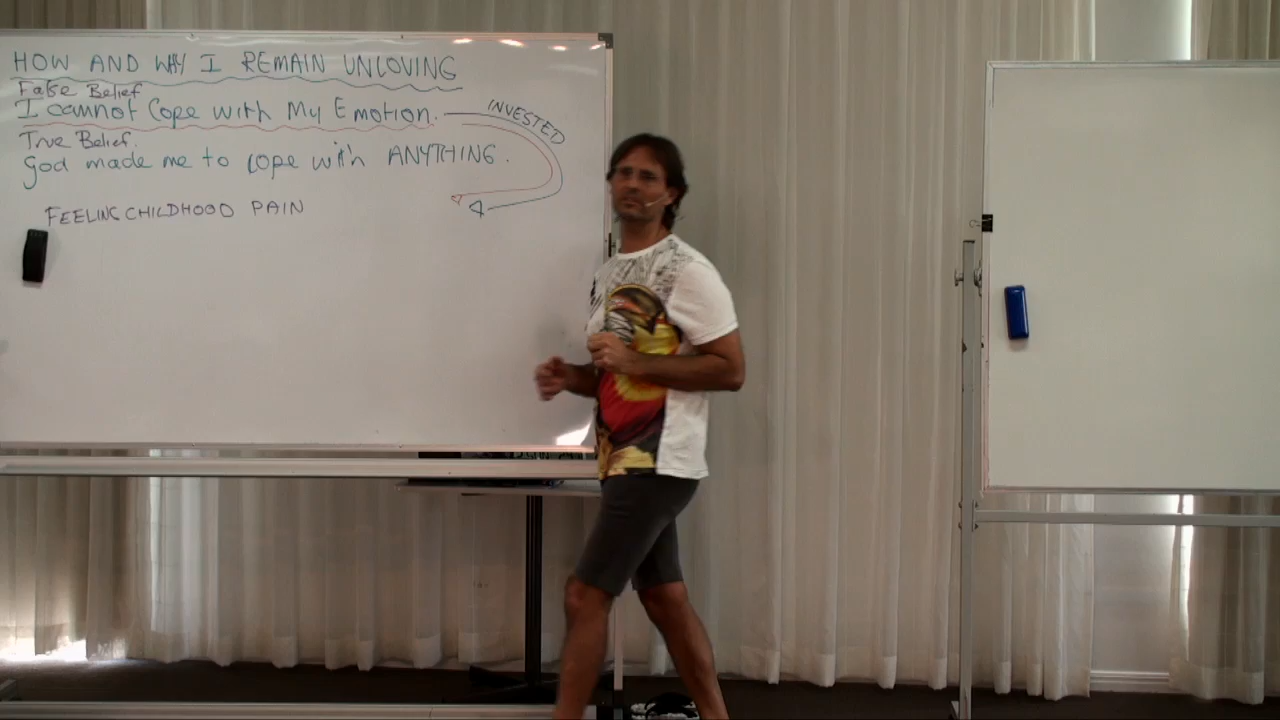 HOW AND WHY I REMAIN UNLOVING
False Belief
I cannot Cope with My Emotion.
INVESTED
True Belief.
God made me to cope with ANYTHING.
FEELING CHILDHOOD PAIN